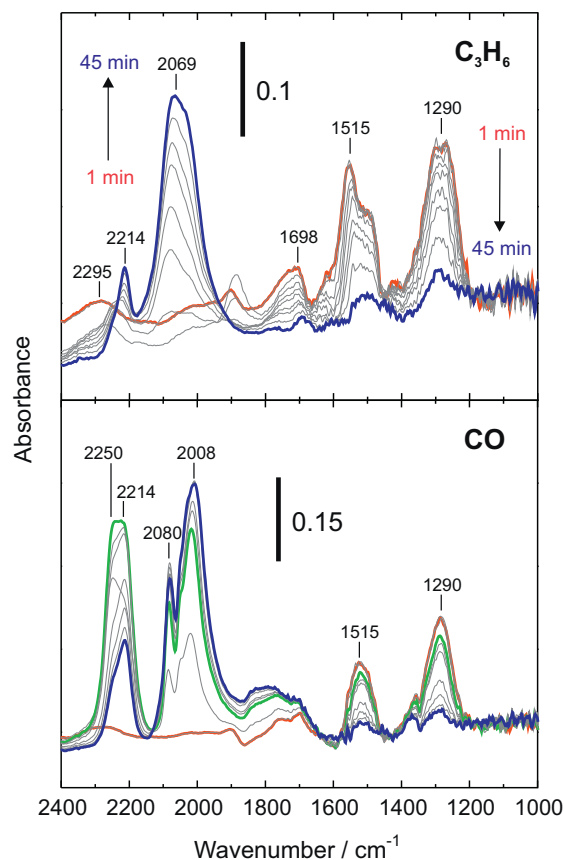 C₃H₆
45 min
2069
0.1
1515
1290
1 min
1 min
2214
2295
1698
45 min
Absorbance
CO
2250
2214
2008
2080
0.15
1515
1290
2400 2200 2000 1800 1600 1400 1200 1000
Wavenumber / cm⁻¹